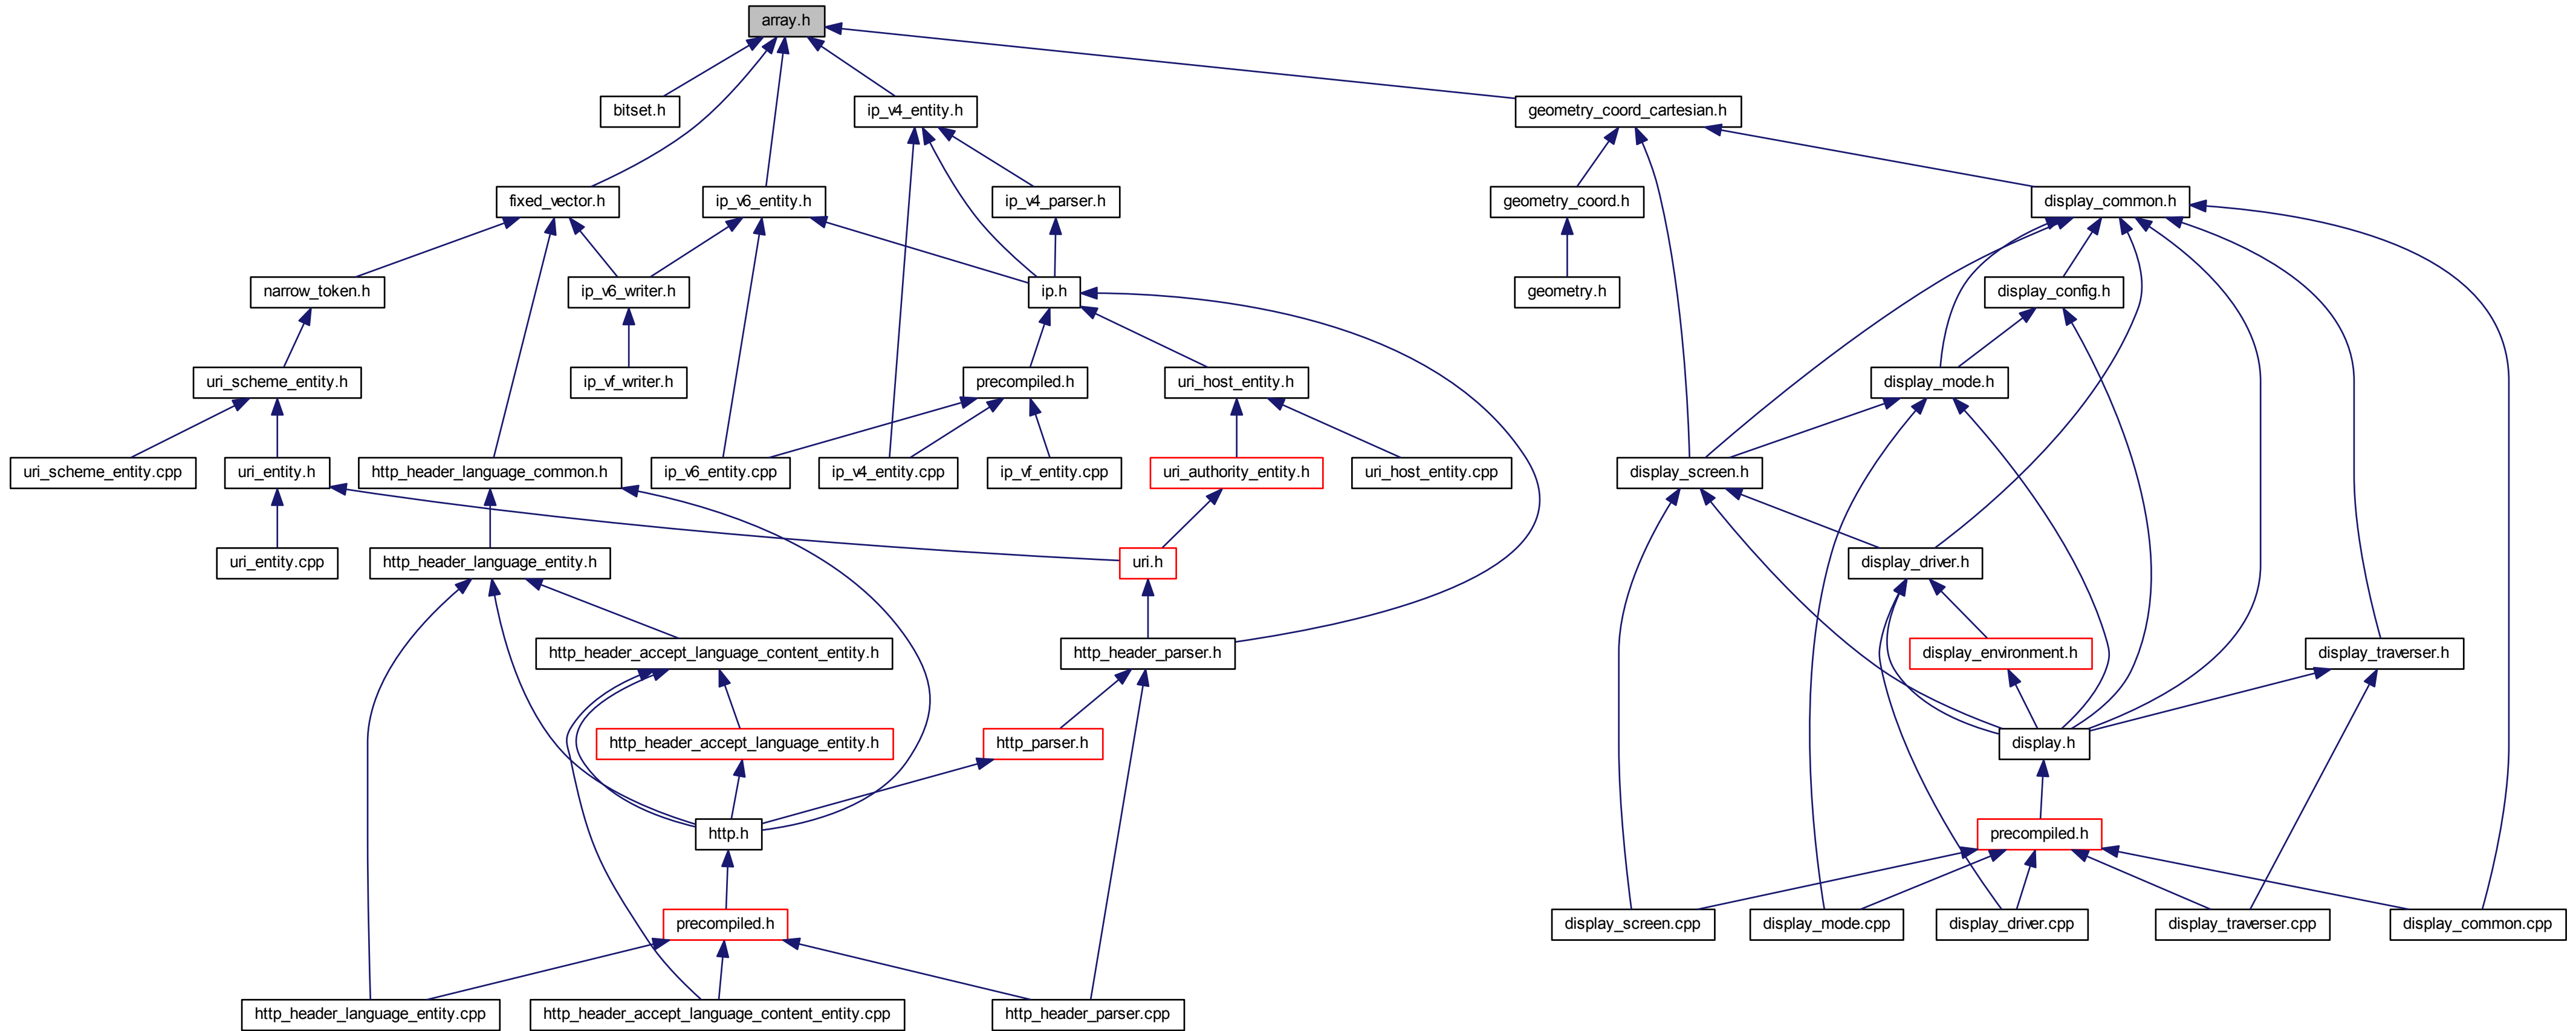 array.h
bitset.h
ip_v4_entity.h
geometry_coord_cartesian.h
fixed_vector.h
ip_v6_entity.h
ip_v4_parser.h
geometry_coord.h
display_common.h
narrow_token.h
ip_v6_writer.h
ip.h
geometry.h
display_config.h
uri_scheme_entity.h
ip_vf_writer.h
precompiled.h
uri_host_entity.h
display_mode.h
uri_scheme_entity.cpp
uri_entity.h
http_header_language_common.h
ip_v6_entity.cpp
ip_v4_entity.cpp
ip_vf_entity.cpp
uri_authority_entity.h
uri_host_entity.cpp
display_screen.h
uri_entity.cpp
http_header_language_entity.h
uri.h
display_driver.h
http_header_accept_language_content_entity.h
http_header_parser.h
display_environment.h
display_traverser.h
http_header_accept_language_entity.h
http_parser.h
display.h
http.h
precompiled.h
precompiled.h
display_screen.cpp
display_mode.cpp
display_driver.cpp
display_traverser.cpp
display_common.cpp
http_header_language_entity.cpp
http_header_accept_language_content_entity.cpp
http_header_parser.cpp